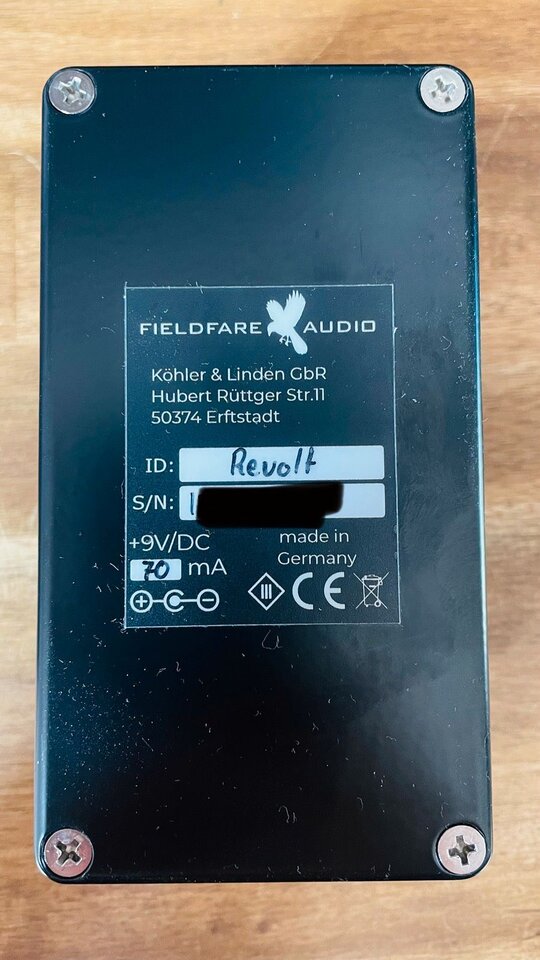 FIELDFARE AUDIO
Köhler & Linden GbR
Hubert Rüttger Str.11
50374 Erftstadt
ID: Revolt
S/N:
+9V/DC
70 mA
made in
Germany
III CE